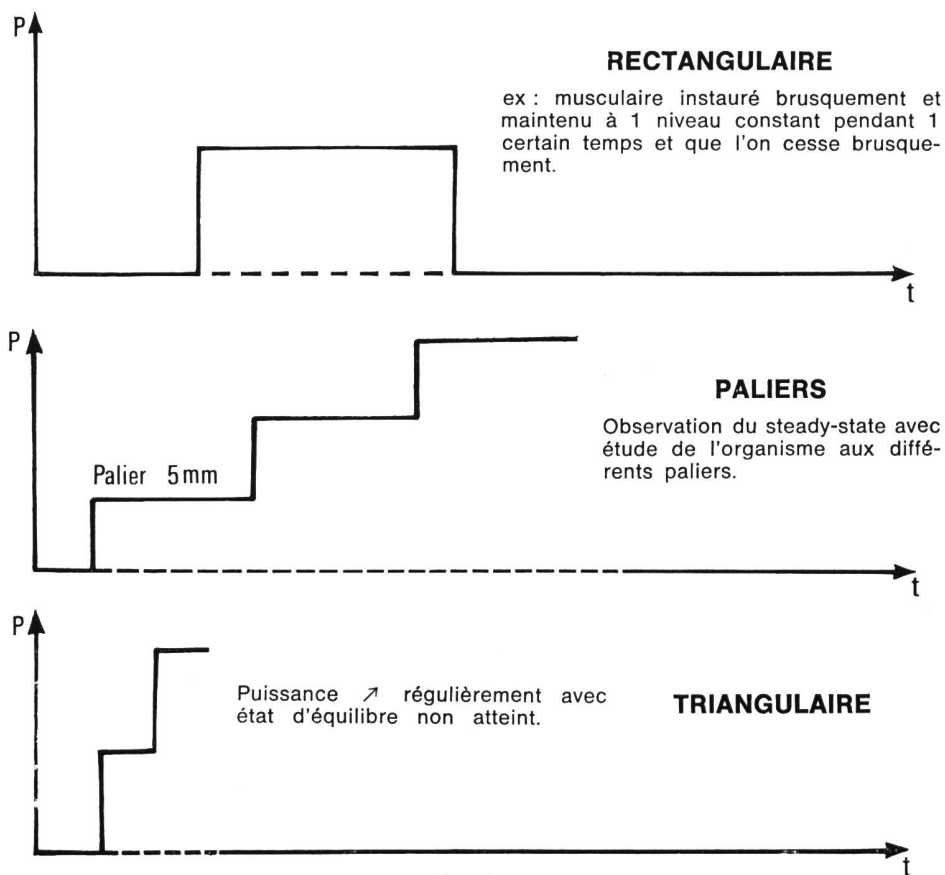 P
RECTANGULAIRE
ex : musculaire instauré brusquement et
maintenu à 1 niveau constant pendant 1
certain temps et que l'on cesse brusque-
ment.
t
P
PALIERS
Observation du steady-state avec
étude de l'organisme aux diffé-
rents paliers.
Palier 5mm
t
P
Puissance ↗ régulièrement avec
état d'équilibre non atteint.
TRIANGULAIRE
t